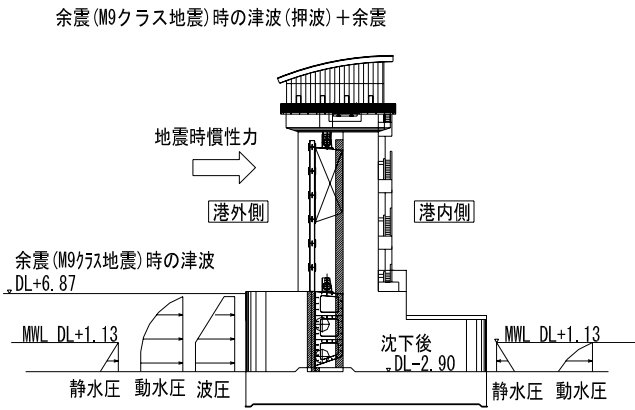 余震(M9クラス地震)時の津波(押波)+余震
地震時慣性力
港外側
港内側
余震(M9クラス地震)時の津波
DL+6.87
MWL DL+1.13
沈下後
DL-2.90
MWL DL+1.13
静水圧 動水圧 波圧
静水圧 動水圧